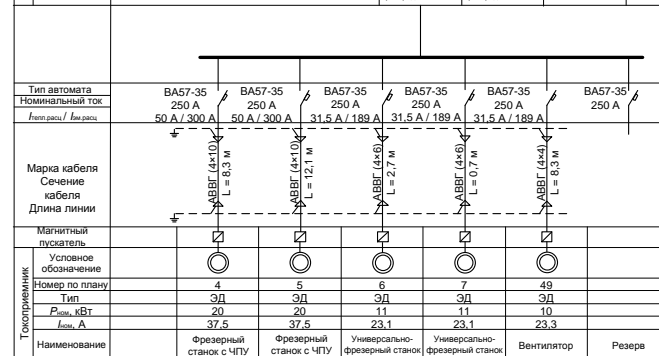 Тип автомата
Номинальный ток
Iтепл.расц / Iэм.расц
ВА57-35
250 А
50 А / 300 А
ВА57-35
250 А
50 А / 300 А
ВА57-35
250 А
31,5 А / 189 А
ВА57-35
250 А
31,5 А / 189 А
ВА57-35
250 А
31,5 А / 189 А
ВА57-35
250 А
Марка кабеля
Сечение
кабеля
Длина линии
АВВГ (4×10)
L = 8,3 м
АВВГ (4×10)
L = 12,1 м
АВВГ (4×6)
L = 2,7 м
АВВГ (4×6)
L = 0,7 м
АВВГ (4×4)
L = 8,3 м
Магнитный
пускатель
Токоприемник
Условное
обозначение
Номер по плану 4 5 6 7 49
Тип ЭД ЭД ЭД ЭД ЭД
Pном, кВт 20 20 11 11 10
Iном, А 37,5 37,5 23,1 23,1 23,3
Наименование
Фрезерный
станок с ЧПУ
Фрезерный
станок с ЧПУ
Универсально-
фрезерный станок
Универсально-
фрезерный станок
Вентилятор
Резерв